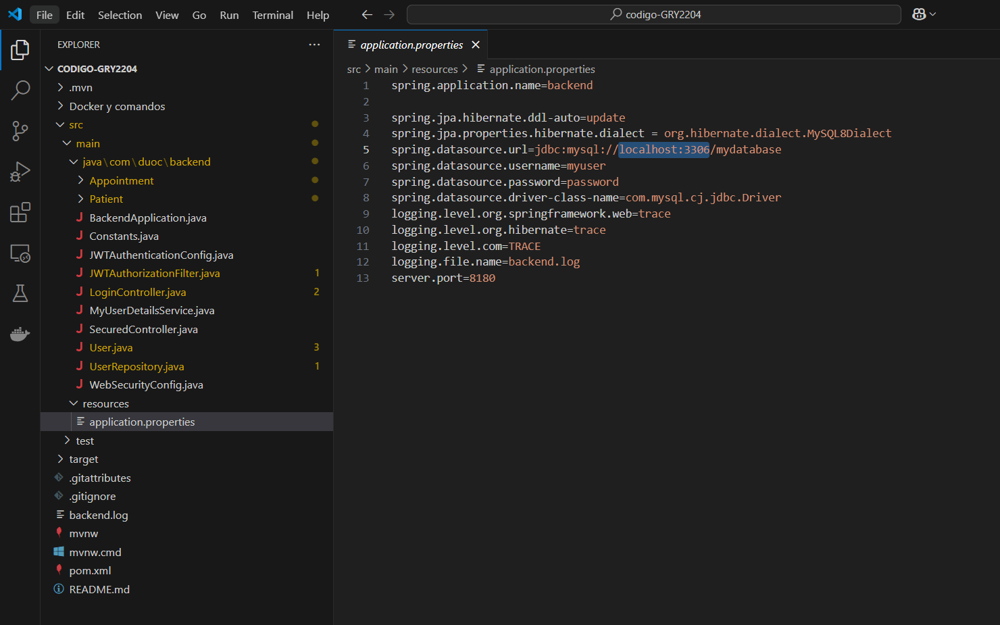 File Edit Selection View Go Run Terminal Help
codigo-GRY2204
EXPLORER
CODIGO-GRY2204
.mvn
Docker y comandos
src
main
java\com\duoc\backend
Appointment
Patient
J BackendApplication.java
J Constants.java
J JWTAuthenticationConfig.java
J JWTAuthorizationFilter.java 1
J LoginController.java 2
J MyUserDetailsService.java
J SecuredController.java
J User.java 3
J UserRepository.java 1
J WebSecurityConfig.java
resources
application.properties
test
target
.gitattributes
.gitignore
backend.log
mvnw
mvnw.cmd
pom.xml
README.md
application.properties
src > main > resources > application.properties
1 spring.application.name=backend
2
3 spring.jpa.hibernate.ddl-auto=update
4 spring.jpa.properties.hibernate.dialect = org.hibernate.dialect.MySQL8Dialect
5 spring.datasource.url=jdbc:mysql://localhost:3306/mydatabase
6 spring.datasource.username=myuser
7 spring.datasource.password=password
8 spring.datasource.driver-class-name=com.mysql.cj.jdbc.Driver
9 logging.level.org.springframework.web=trace
10 logging.level.org.hibernate=trace
11 logging.level.com=TRACE
12 logging.file.name=backend.log
13 server.port=8180